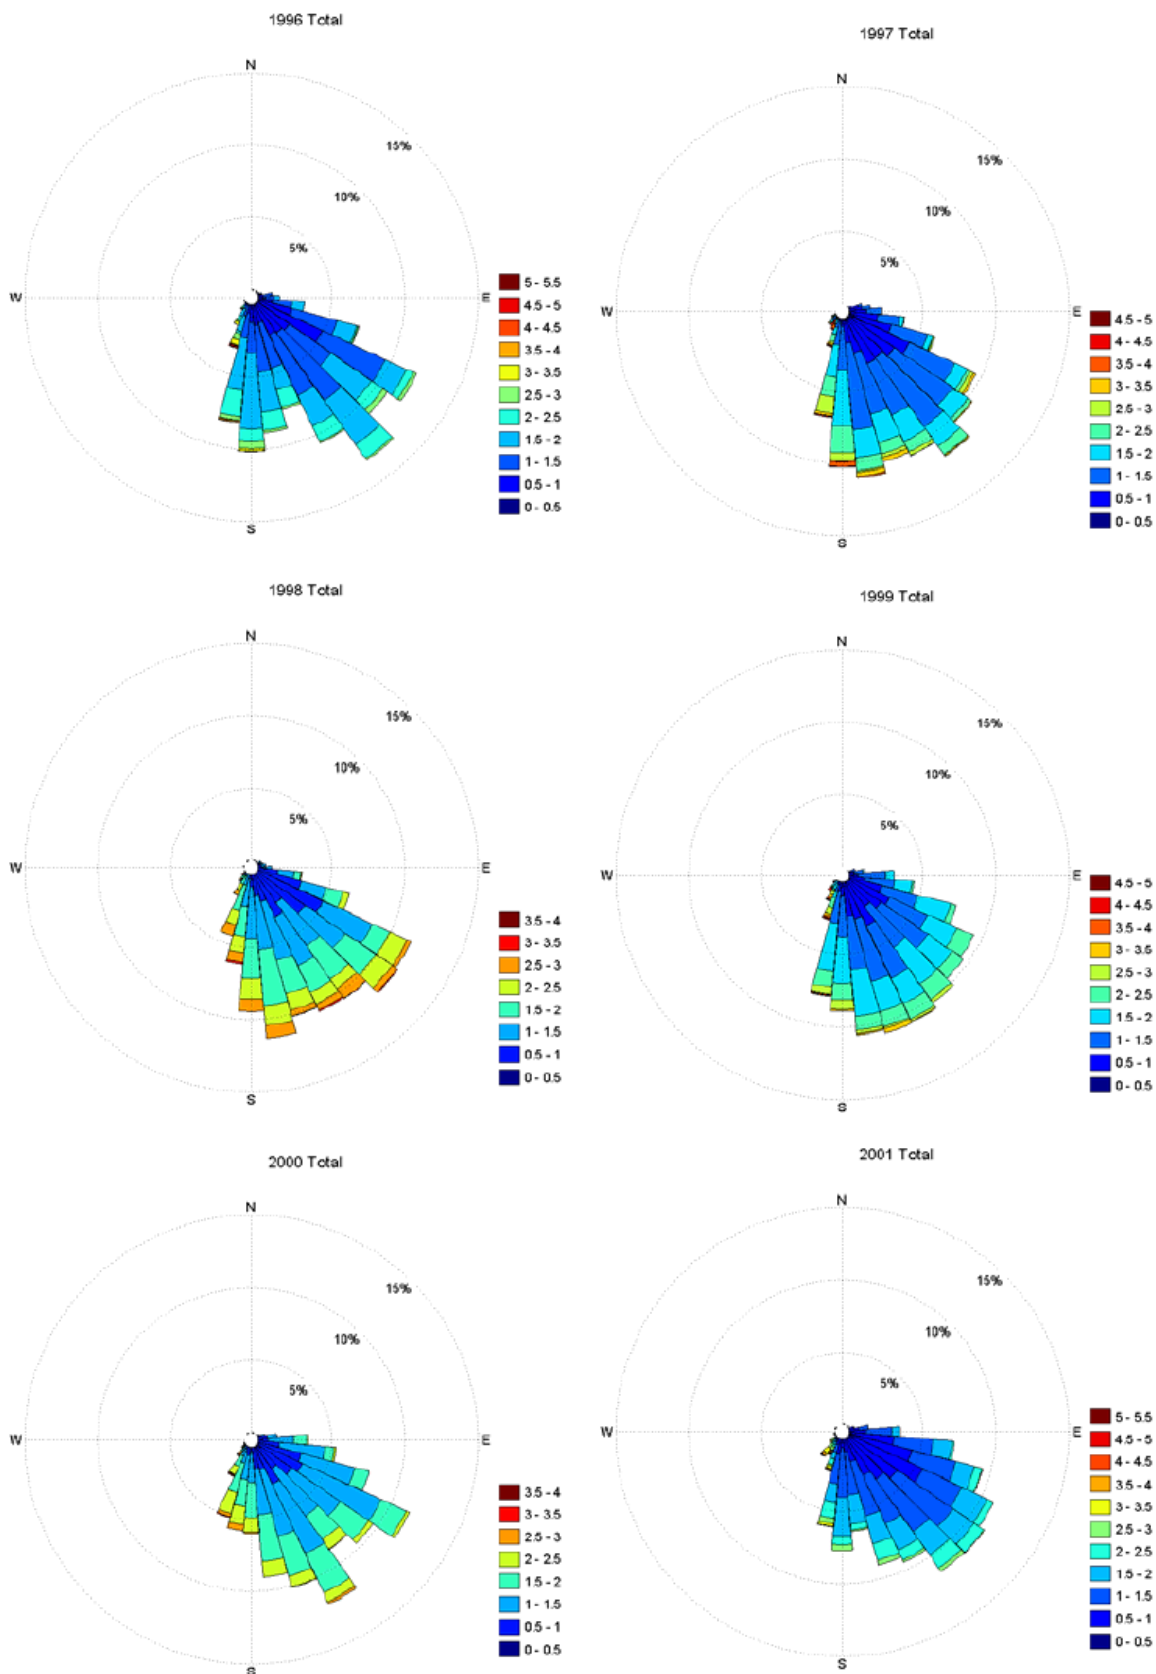 1996 Total
N
15%
10%
5%
W
E
S
5 - 5.5
4.5 - 5
4 - 4.5
3.5 - 4
3 - 3.5
2.5 - 3
2 - 2.5
1.5 - 2
1 - 1.5
0.5 - 1
0 - 0.5
1997 Total
N
15%
10%
5%
W
E
S
4.5 - 5
4 - 4.5
3.5 - 4
3 - 3.5
2.5 - 3
2 - 2.5
1.5 - 2
1 - 1.5
0.5 - 1
0 - 0.5
1998 Total
N
15%
10%
5%
W
E
S
3.5 - 4
3 - 3.5
2.5 - 3
2 - 2.5
1.5 - 2
1 - 1.5
0.5 - 1
0 - 0.5
1999 Total
N
15%
10%
5%
W
E
S
4.5 - 5
4 - 4.5
3.5 - 4
3 - 3.5
2.5 - 3
2 - 2.5
1.5 - 2
1 - 1.5
0.5 - 1
0 - 0.5
2000 Total
N
15%
10%
5%
W
E
S
3.5 - 4
3 - 3.5
2.5 - 3
2 - 2.5
1.5 - 2
1 - 1.5
0.5 - 1
0 - 0.5
2001 Total
N
15%
10%
5%
W
E
S
5 - 5.5
4.5 - 5
4 - 4.5
3.5 - 4
3 - 3.5
2.5 - 3
2 - 2.5
1.5 - 2
1 - 1.5
0.5 - 1
0 - 0.5